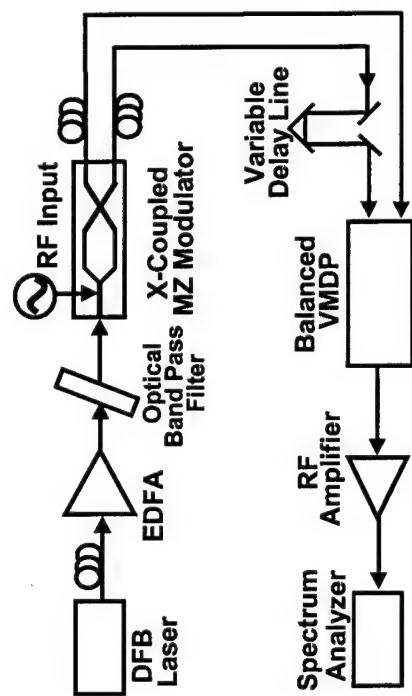 DFB
Laser
EDFA
Optical
Band Pass
Filter
RF Input
X-Coupled
MZ Modulator
Variable
Delay Line
Balanced
VMDP
RF
Amplifier
Spectrum
Analyzer